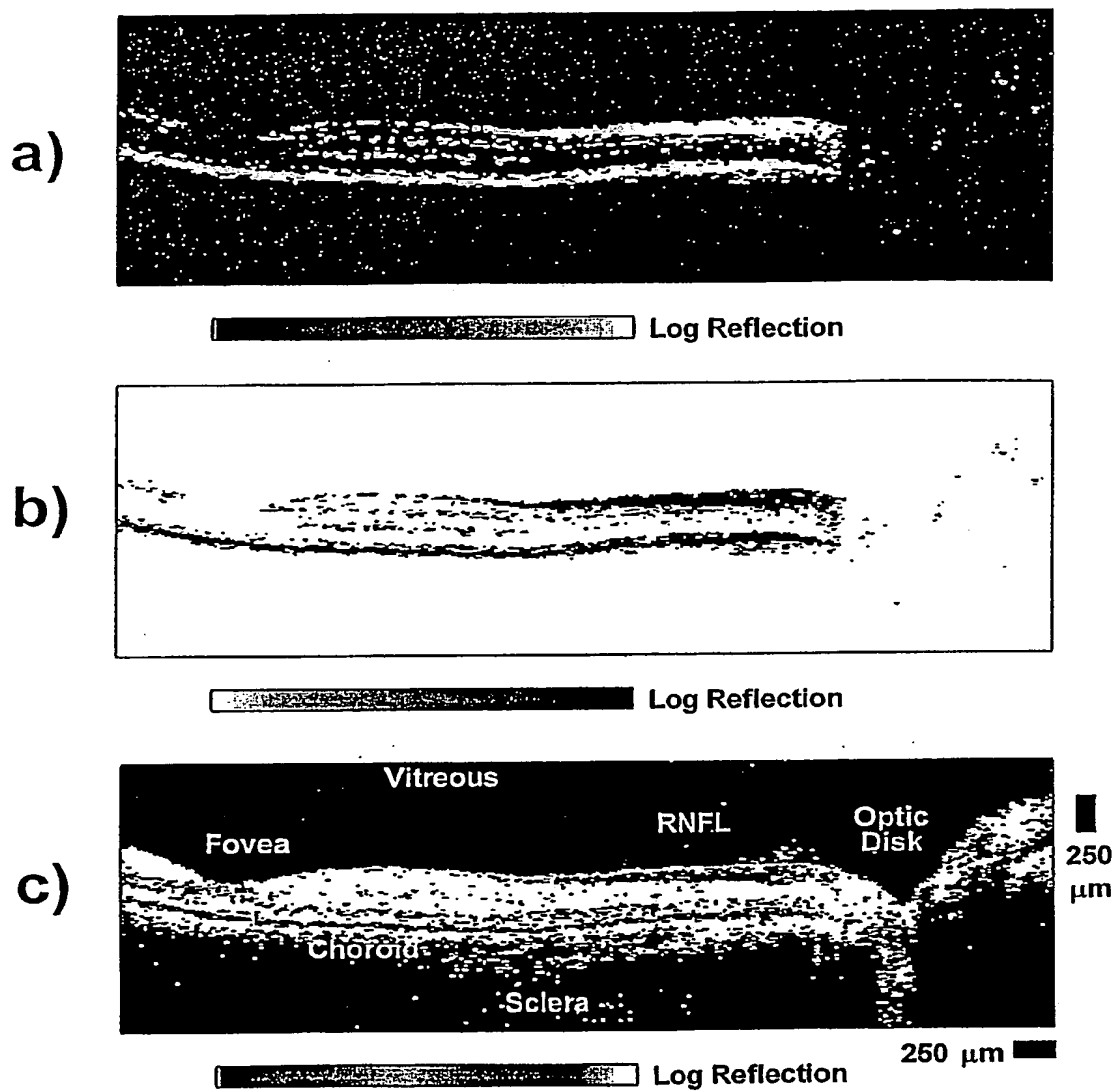 a)
Log Reflection
b)
Log Reflection
Vitreous
RNFL
Optic
Disk
Fovea
250
μm
c)
Choroid
Sclera
250 μm
Log Reflection